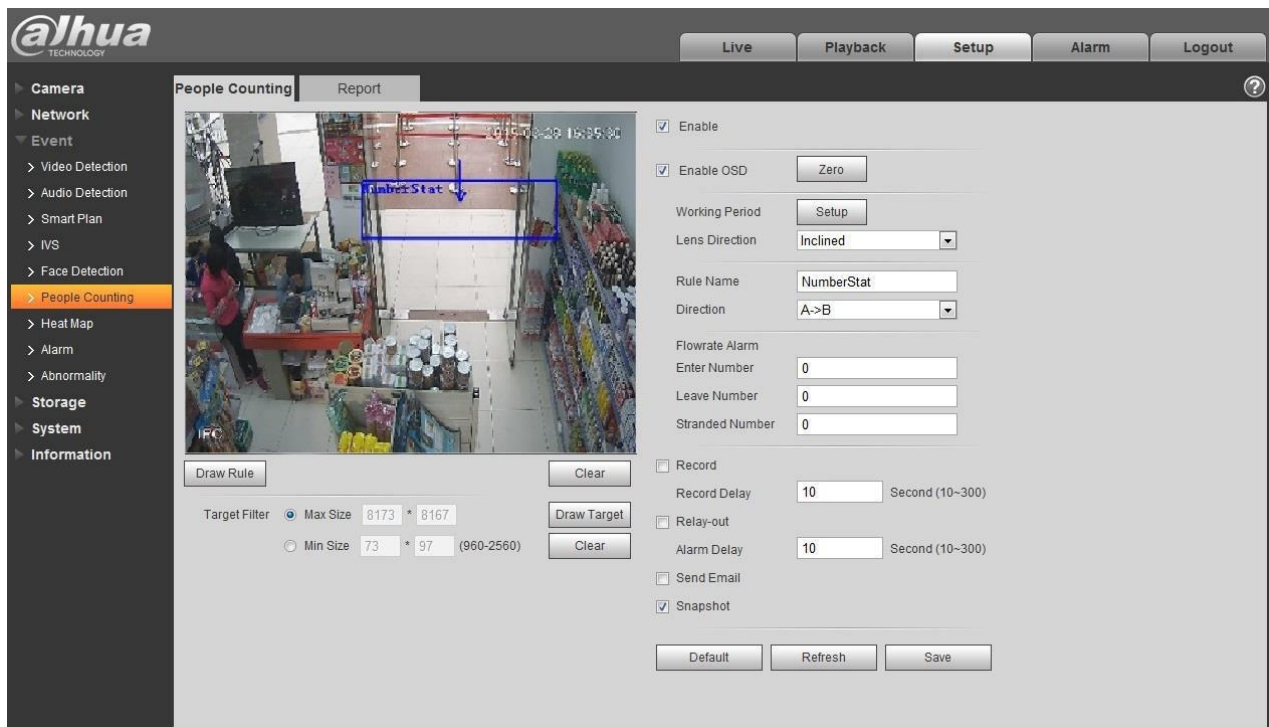 alhua
TECHNOLOGY
Live
Playback
Setup
Alarm
Logout
Camera
Network
Event
Video Detection
Audio Detection
Smart Plan
IVS
Face Detection
People Counting
Heat Map
Alarm
Abnormality
Storage
System
Information
People Counting
Report
?
NumberStat
IPC
Draw Rule
Clear
Target Filter
Max Size 8173 * 8167
Draw Target
Min Size 73 * 97 (960-2560)
Clear
Enable
Enable OSD
Zero
Working Period
Setup
Lens Direction
Inclined
Rule Name
NumberStat
Direction
A->B
Flowrate Alarm
Enter Number
0
Leave Number
0
Stranded Number
0
Record
Record Delay
10
Second (10~300)
Relay-out
Alarm Delay
10
Second (10~300)
Send Email
Snapshot
Default
Refresh
Save